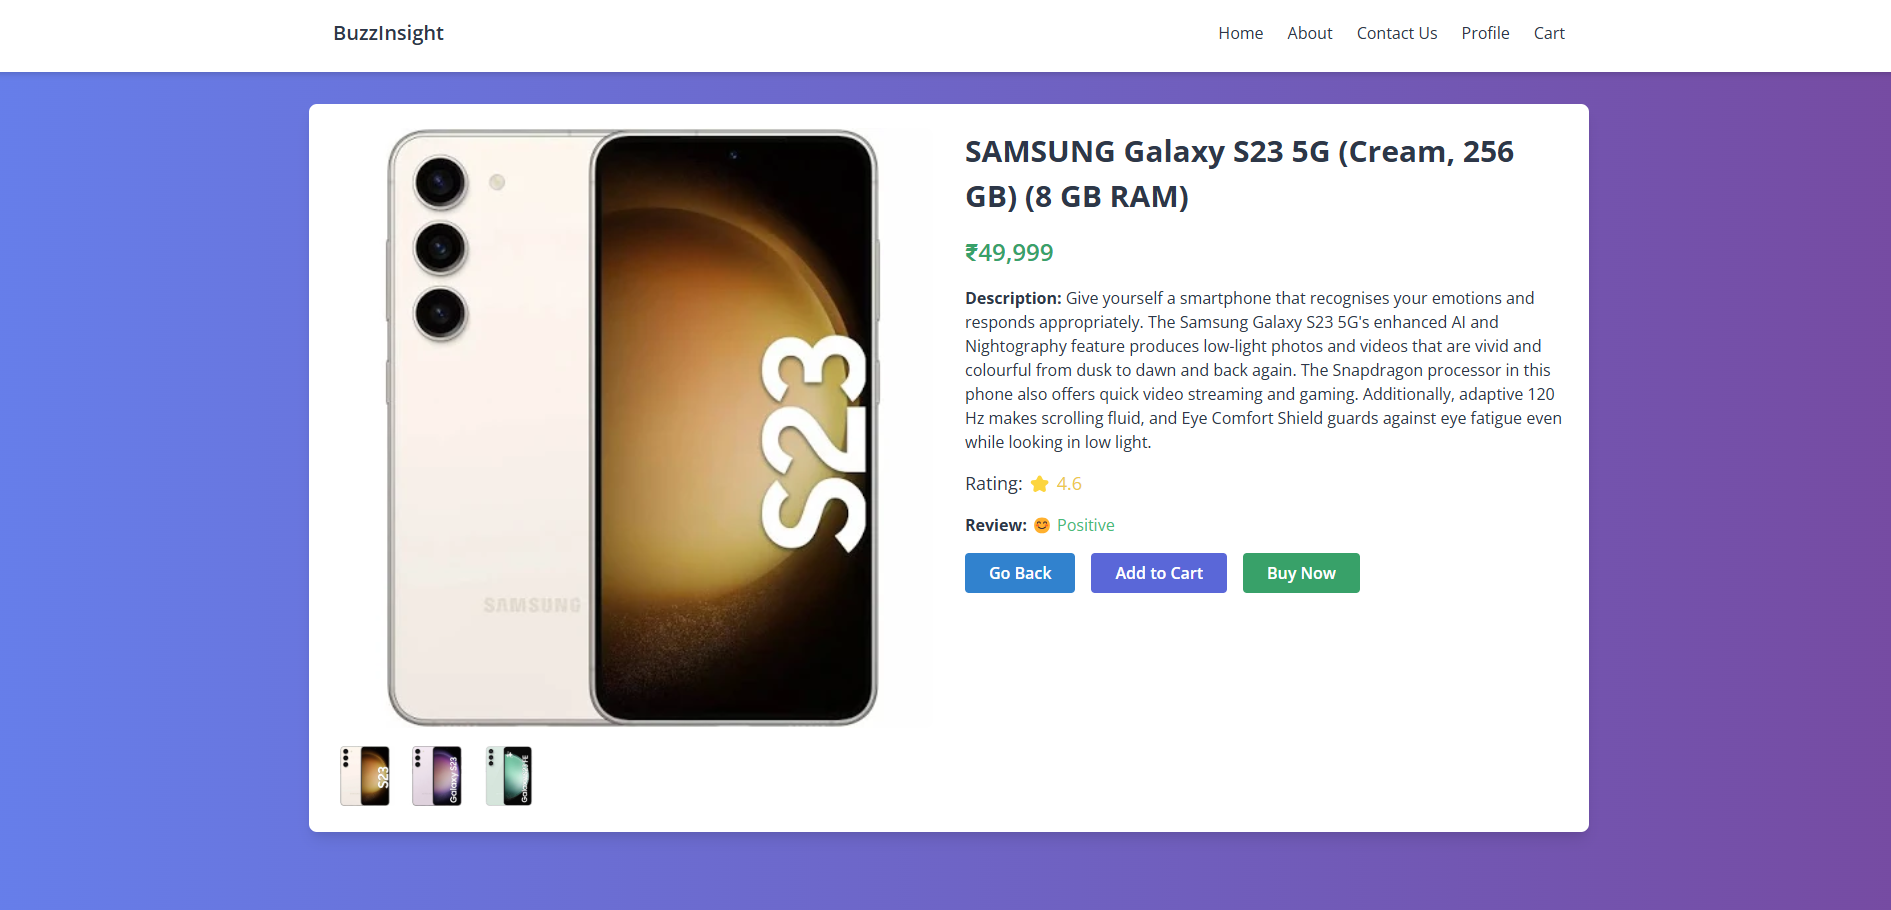 BuzzInsight
Home About Contact Us Profile Cart
S23
SAMSUNG
SAMSUNG Galaxy S23 5G (Cream, 256
GB) (8 GB RAM)
₹49,999
Description: Give yourself a smartphone that recognises your emotions and
responds appropriately. The Samsung Galaxy S23 5G's enhanced AI and
Nightography feature produces low-light photos and videos that are vivid and
colourful from dusk to dawn and back again. The Snapdragon processor in this
phone also offers quick video streaming and gaming. Additionally, adaptive 120
Hz makes scrolling fluid, and Eye Comfort Shield guards against eye fatigue even
while looking in low light.
Rating: ⭐ 4.6
Review: 😊 Positive
Go Back
Add to Cart
Buy Now
S23
Galaxy S23